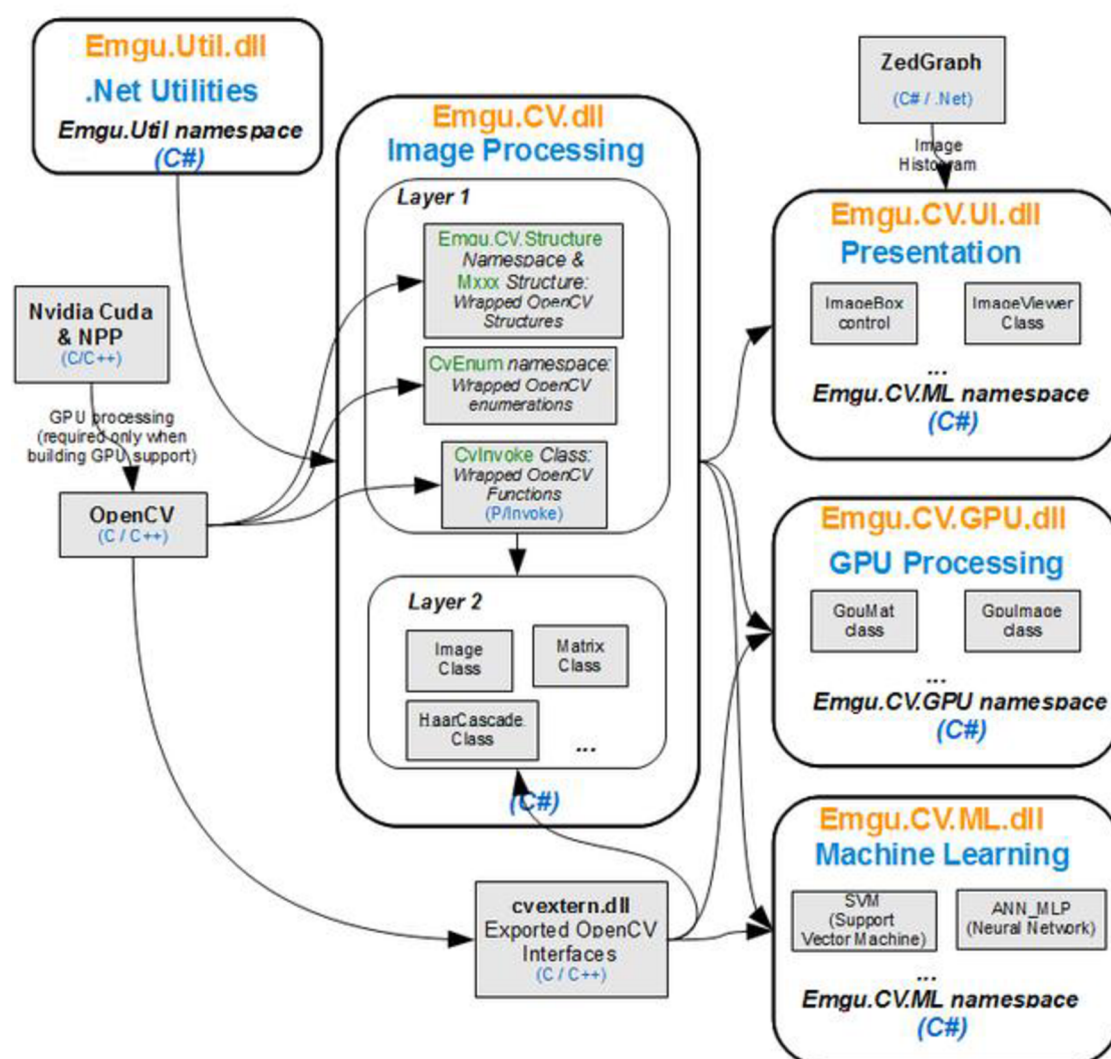 Emgu.Util.dll
.Net Utilities
Emgu.Util namespace
(C#)
ZedGraph
(C# / .Net)
Image
Histogram
Emgu.CV.dll
Image Processing
Layer 1
Emgu.CV.Structure
Namespace &
Mxxx Structure:
Wrapped OpenCV
Structures
CvEnum namespace:
Wrapped OpenCV
enumerations
CvInvoke Class:
Wrapped OpenCV
Functions
(P/Invoke)
Layer 2
Image
Class
Matrix
Class
HaarCascade
Class
...
(C#)
Nvidia Cuda
& NPP
(C/C++)
GPU processing
(required only when
building GPU support)
OpenCV
(C / C++)
cvextern.dll
Exported OpenCV
Interfaces
(C / C++)
Emgu.CV.UI.dll
Presentation
ImageBox
control
ImageViewer
Class
...
Emgu.CV.ML namespace
(C#)
Emgu.CV.GPU.dll
GPU Processing
GpuMat
class
GpuImage
class
...
Emgu.CV.GPU namespace
(C#)
Emgu.CV.ML.dll
Machine Learning
SVM
(Support
Vector Machine)
ANN_MLP
(Neural Network)
...
Emgu.CV.ML namespace
(C#)